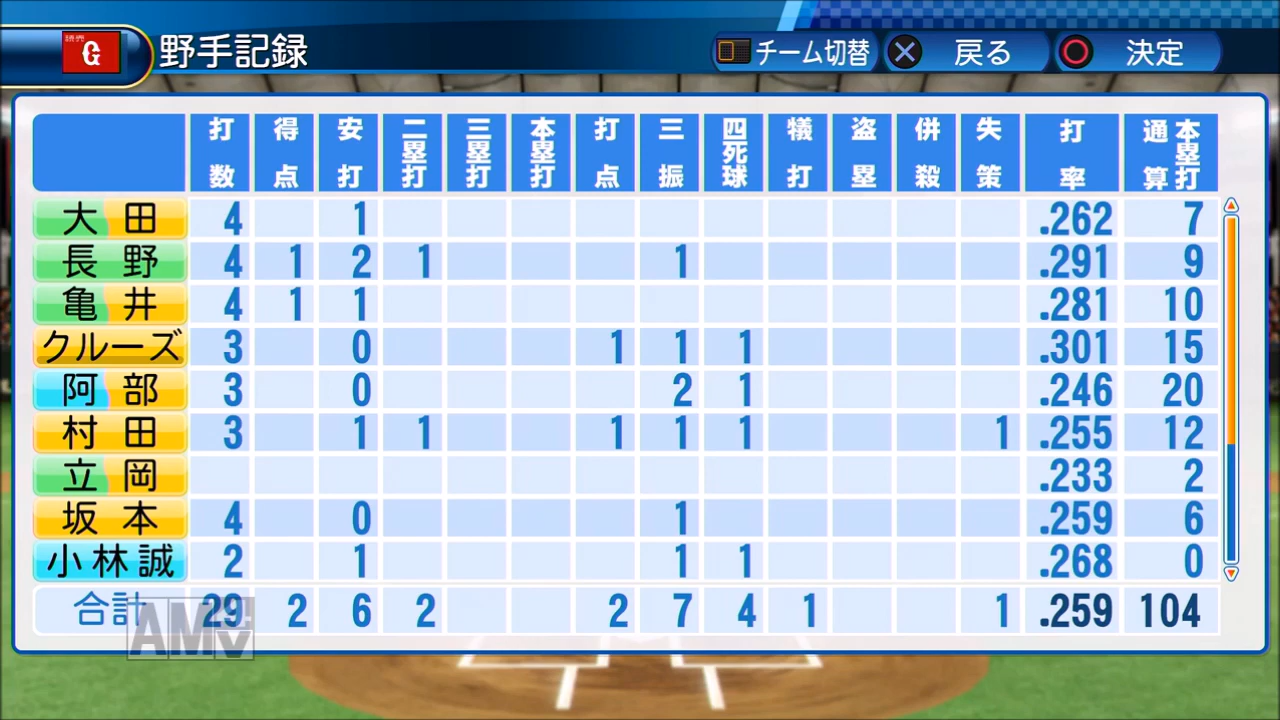 読売
G
野手記録
チーム切替 戻る 決定
打数 得点 安打 二塁打 三塁打 本塁打 打点 三振 四死球 犠打 盗塁 併殺 失策 打率 通算本塁打
大田 4 1 .262 7
長野 4 1 2 1 1 .291 9
亀井 4 1 1 .281 10
クルーズ 3 0 1 1 1 .301 15
阿部 3 0 2 1 .246 20
村田 3 1 1 1 1 1 1 .255 12
立岡 .233 2
坂本 4 0 1 .259 6
小林誠 2 1 1 1 .268 0
合計 29 2 6 2 2 7 4 1 1 .259 104
AMV